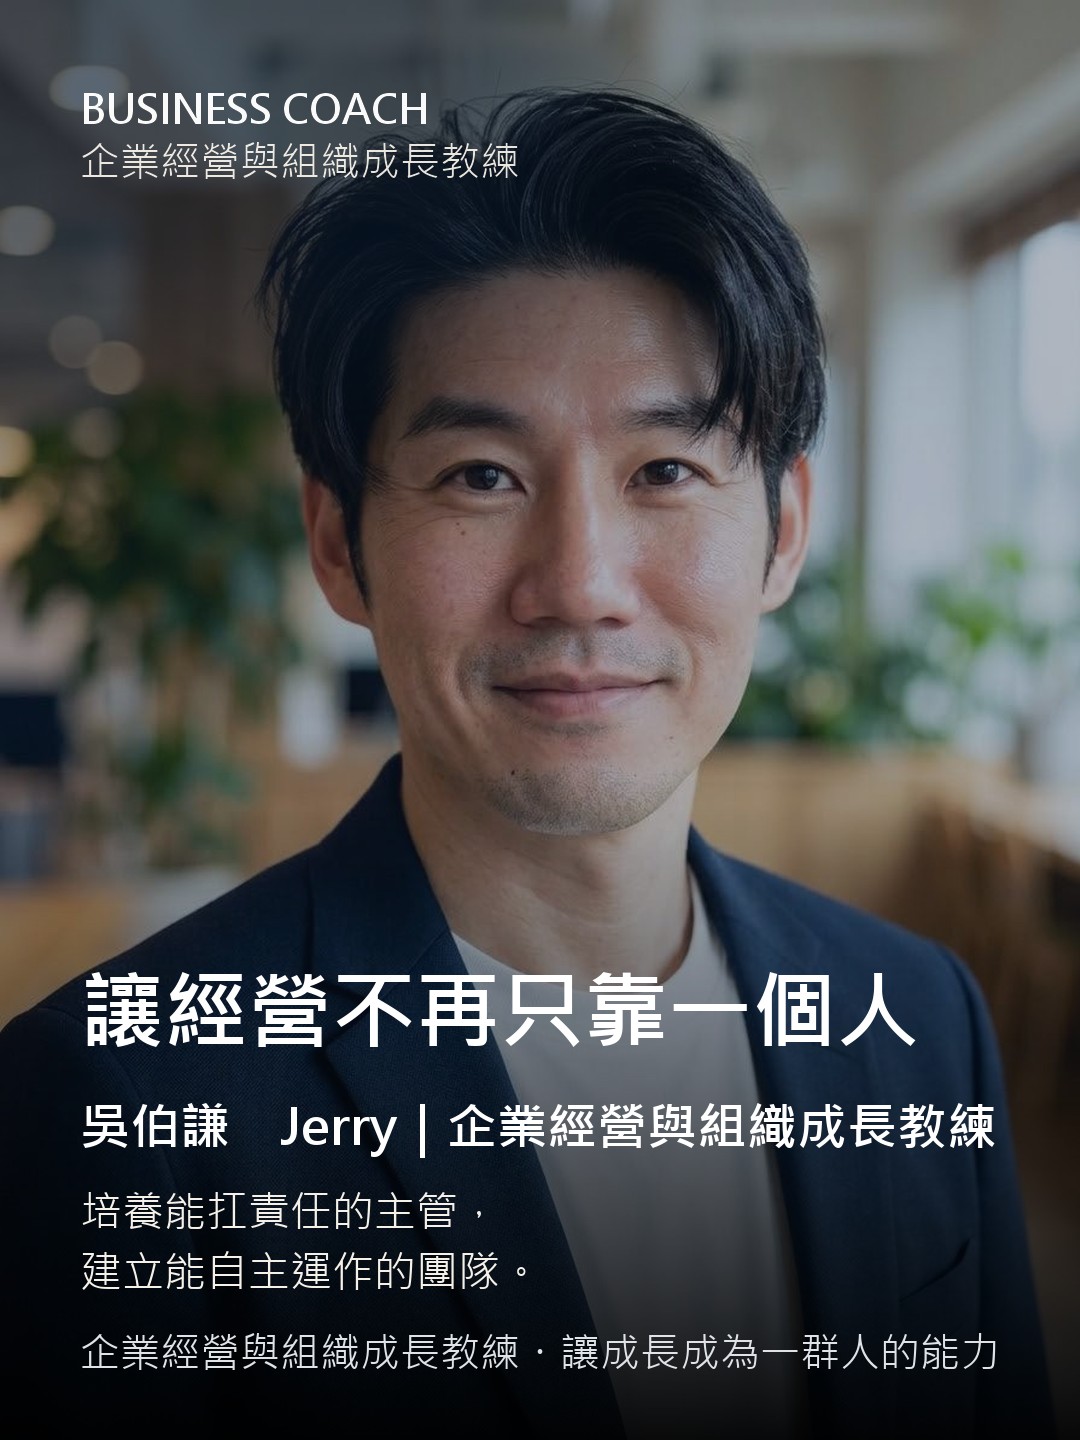 BUSINESS COACH
企業經營與組織成長教練
讓經營不再只靠一個人
吳伯謙　Jerry｜企業經營與組織成長教練
培養能扛責任的主管，
建立能自主運作的團隊。
企業經營與組織成長教練・讓成長成為一群人的能力